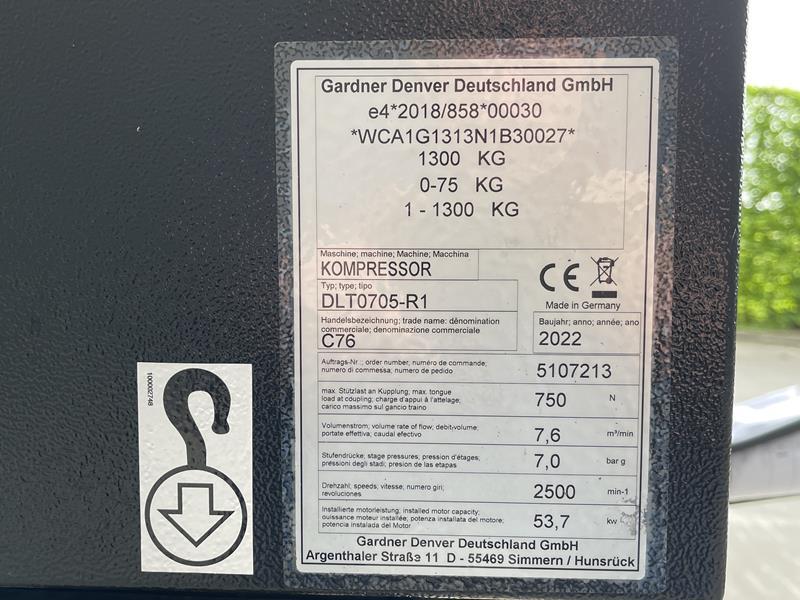 Gardner Denver Deutschland GmbH
e4*2018/858*00030
*WCA1G1313N1B30027*
1300 KG
0-75 KG
1 - 1300 KG
Maschine; machine; Machine; Macchina
KOMPRESSOR
Typ; type; tipo
DLT0705-R1
Handelsbezeichnung; trade name: dénomination
commerciale; denominazione commerciale
C76
CE
Made in Germany
Baujahr; anno; année; ano
2022
Auftrags-Nr.; order number, numéro de commande;
numero di commessa; numero de pedido
5107213
max. Stützlast an Kupplung; max. tongue
load at coupling; charge d'appui à l'attelage;
carico massimo sul gancio traino
750 N
Volumenstrom; volume rate of flow; debit-volume;
portate effettiva; caudal efectivo
7,6 m³/min
Stufendrücke; stage pressures, pression d'étages;
pressioni degli stadi; presion de las etapas
7,0 bar g
Drehzahl; speeds; vitesse; numero giri;
revoluciones
2500 min-1
Installierte motorleistung; installed motor capacity;
ouissance moteur installée; potenza installata del motore;
potencia instalada del Motor
53,7 kw
Gardner Denver Deutschland GmbH
Argenthaler Straße 11 D - 55469 Simmern / Hunsrück
100002748